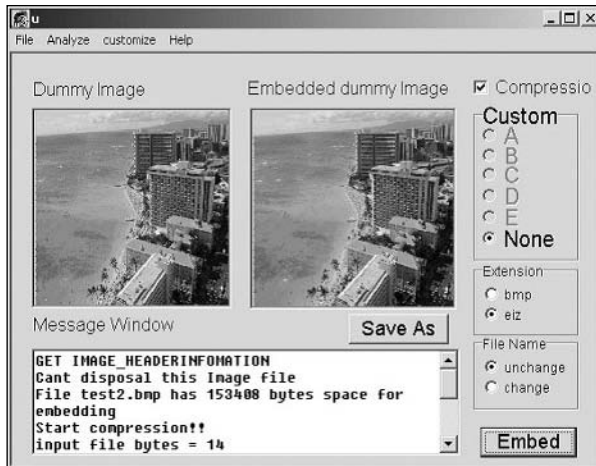 u
File Analyze customize Help
Dummy Image
Embedded dummy Image
Compressio
Custom
A
B
C
D
E
None
Extension
bmp
eiz
File Name
unchange
change
Message Window
Save As
GET IMAGE_HEADERINFOMATION
Cant disposal this Image file
File test2.bmp has 153408 bytes space for
embedding
Start compression!!
input file bytes = 14
Embed